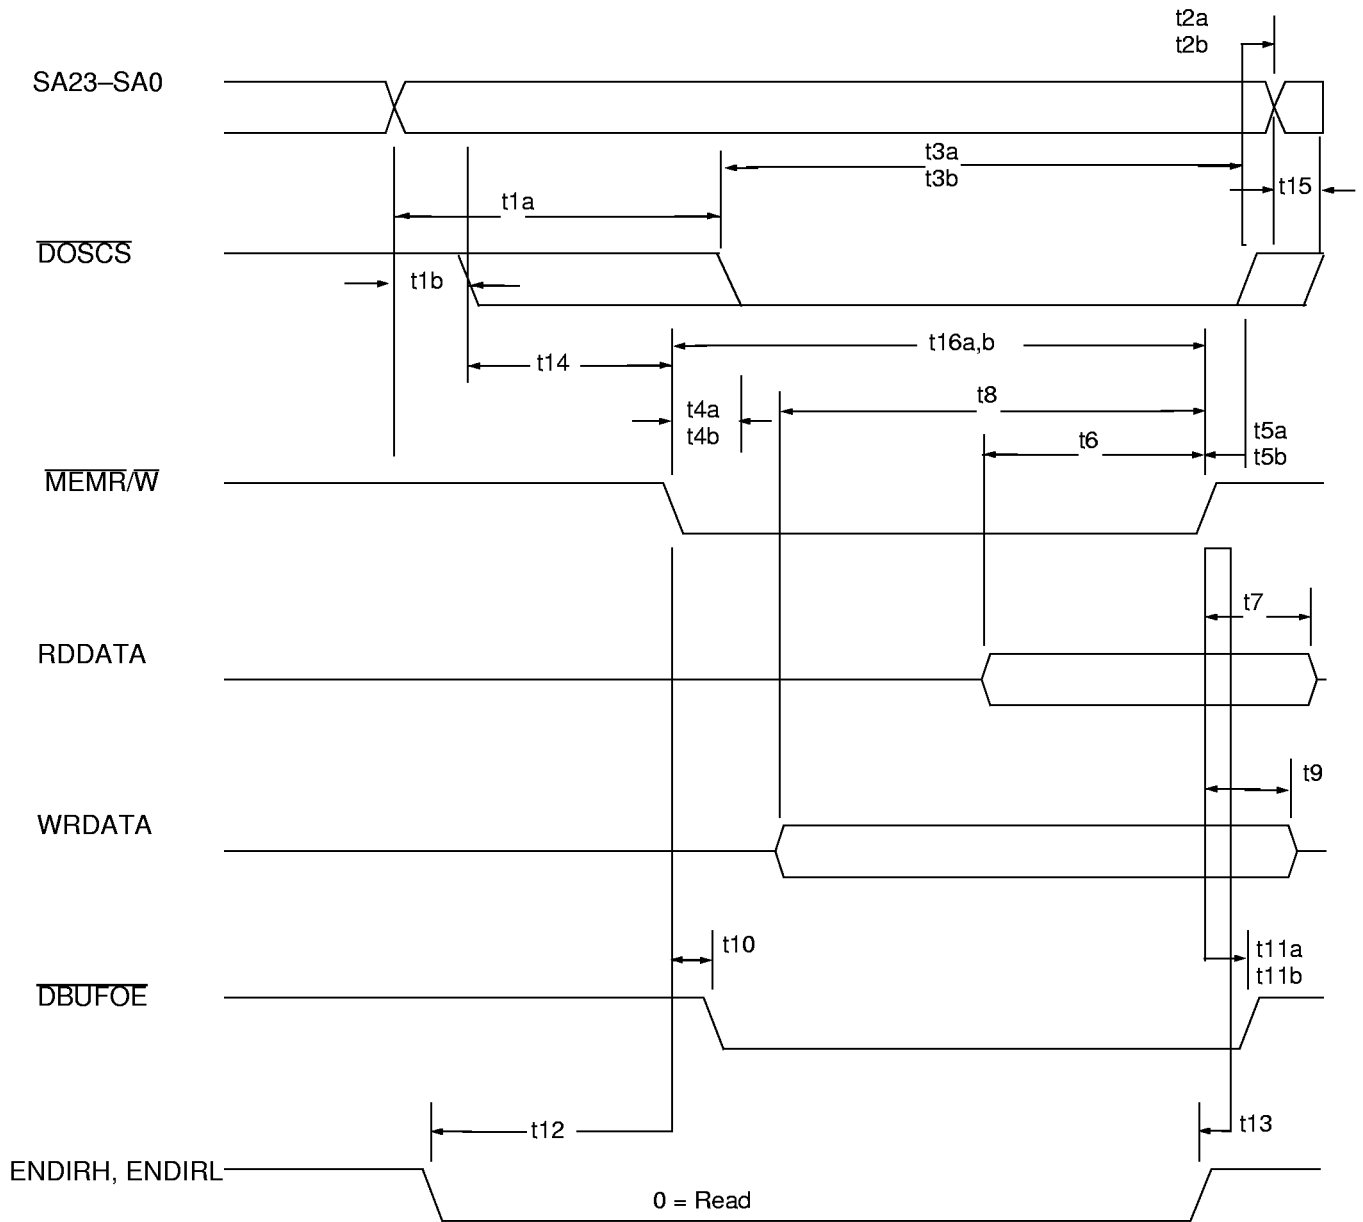 t2a
t2b
SA23–SA0
t3a
t3b
t15
t1a
DOSCS
t1b
t16a,b
t14
t8
t4a
t4b
t6
t5a
t5b
MEMR/W
t7
RDDATA
t9
WRDATA
t10
t11a
t11b
DBUFOE
t12
t13
ENDIRH, ENDIRL
0 = Read